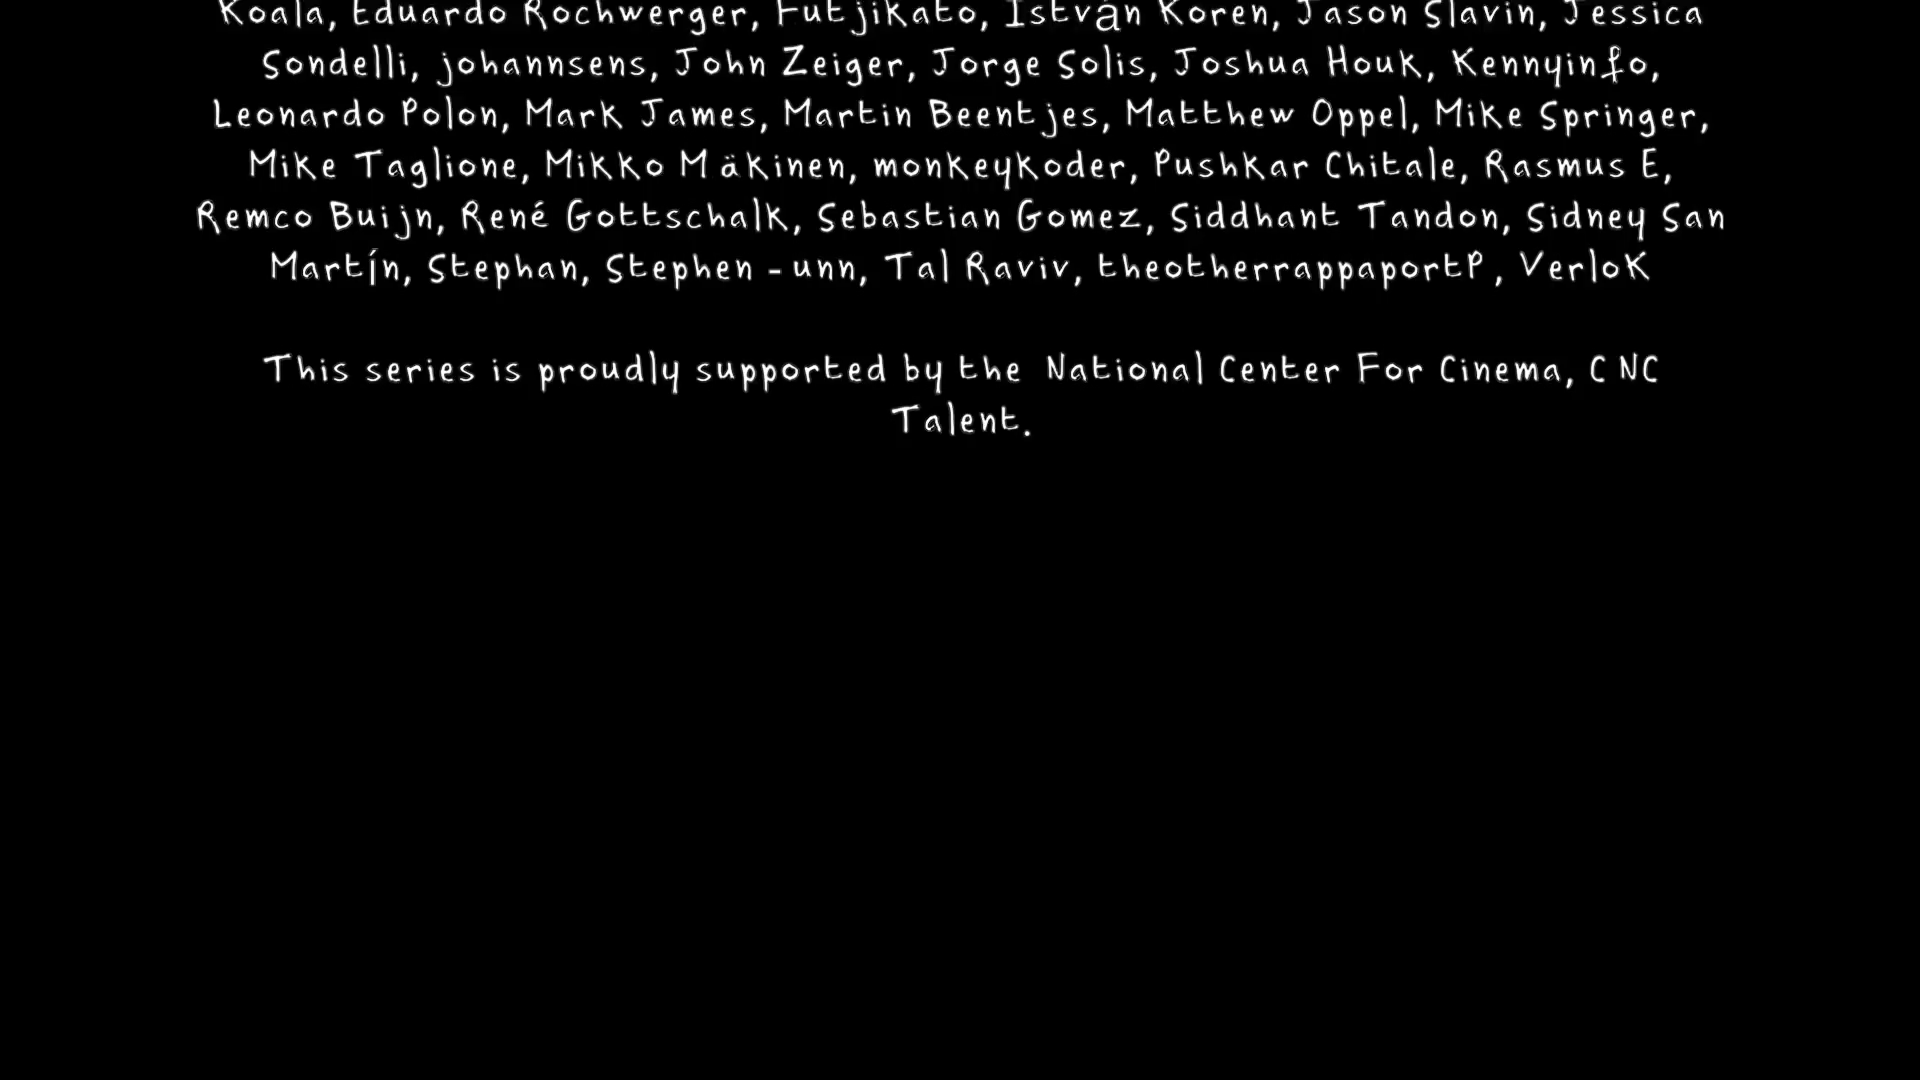 Koala, Eduardo Rochwerger, Futjikato, István Koren, Jason Slavin, Jessica
Sondelli, johannsens, John Zeiger, Jorge Solis, Joshua Houk, Kennyinfo,
Leonardo Polon, Mark James, Martin Beentjes, Matthew Oppel, Mike Springer,
Mike Taglione, Mikko Mäkinen, monkeykoder, Pushkar Chitale, Rasmus E,
Remco Buijn, René Gottschalk, Sebastian Gomez, Siddhant Tandon, Sidney San
Martín, Stephan, Stephen - unn, Tal Raviv, theotherrappaportP, VerloK
This series is proudly supported by the National Center For Cinema, CNC
Talent.